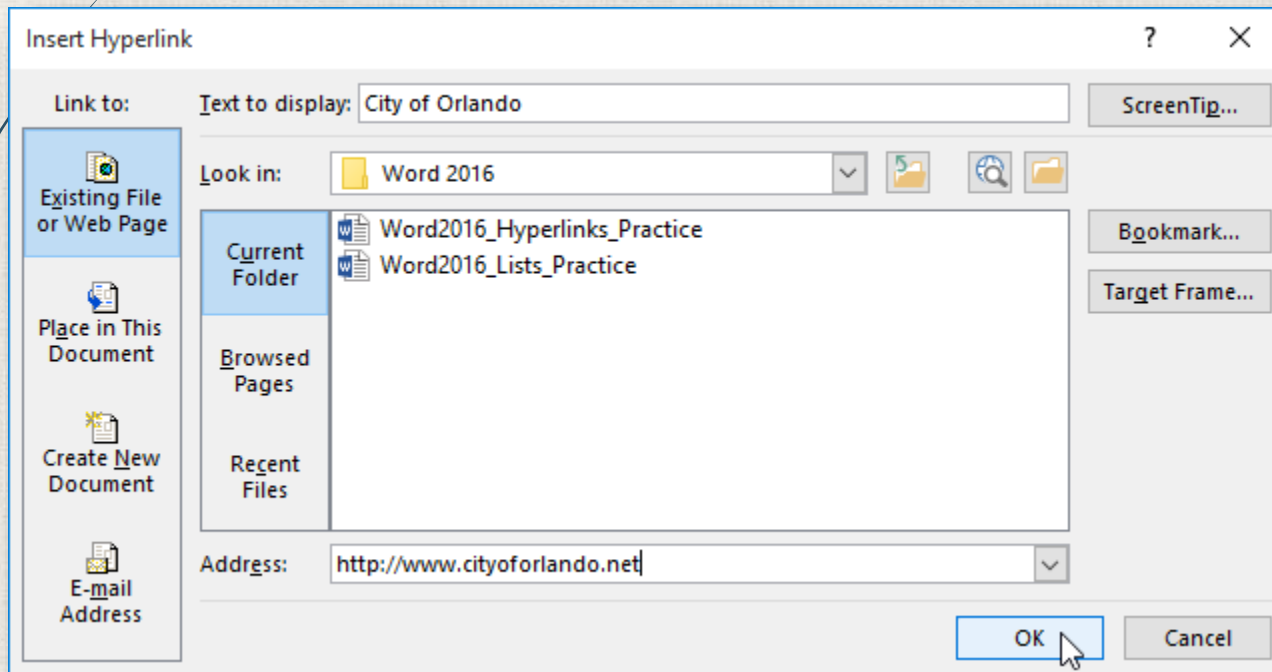 Insert Hyperlink
?
Link to:
Text to display: City of Orlando
ScreenTip...
Existing File
or Web Page
Look in: Word 2016
Current
Folder
Word2016_Hyperlinks_Practice
Word2016_Lists_Practice
Bookmark...
Target Frame...
Place in This
Document
Browsed
Pages
Create New
Document
Recent
Files
E-mail
Address
Address: http://www.cityoforlando.net
OK
Cancel